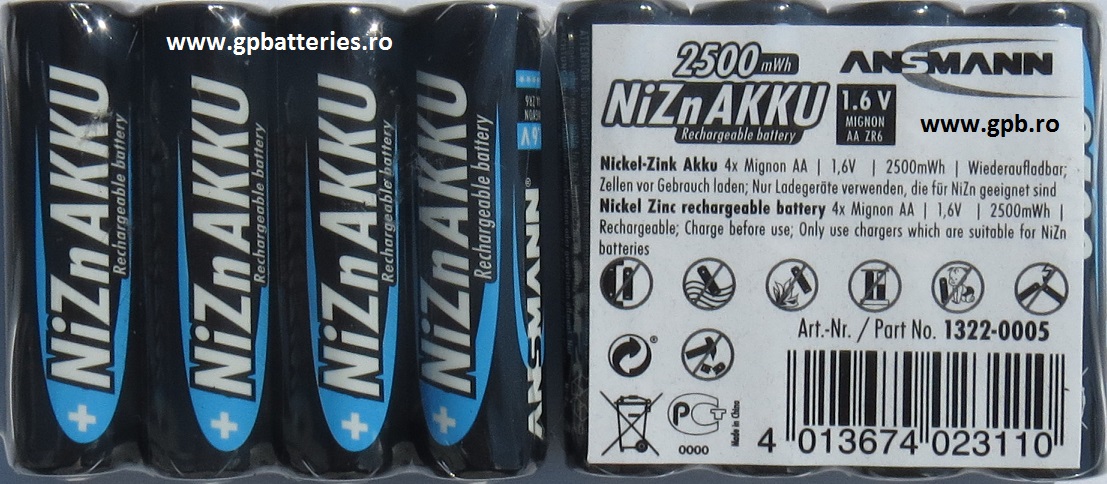 www.gpbatteries.ro
NiZnAKKU
Rechargeable battery
NiZnAKKU
Rechargeable battery
NiZnAKKU
Rechargeable battery
NiZnAKKU
Rechargeable battery
ANSMANN®
2500 mWh
NiZnAKKU
Rechargeable battery
ANSMANN
1.6 V
MIGNON
AA ZR6
www.gpb.ro
Nickel-Zink Akku 4x Mignon AA | 1,6V | 2500mWh | Wiederaufladbar;
Zellen vor Gebrauch laden; Nur Ladegeräte verwenden, die für NiZn geeignet sind
Nickel Zinc rechargeable battery 4x Mignon AA | 1,6V | 2500mWh |
Rechargeable; Charge before use; Only use chargers which are suitable for NiZn
batteries
Art.-Nr. / Part No. 1322-0005
®
0000
Made in China
4 013674 023110